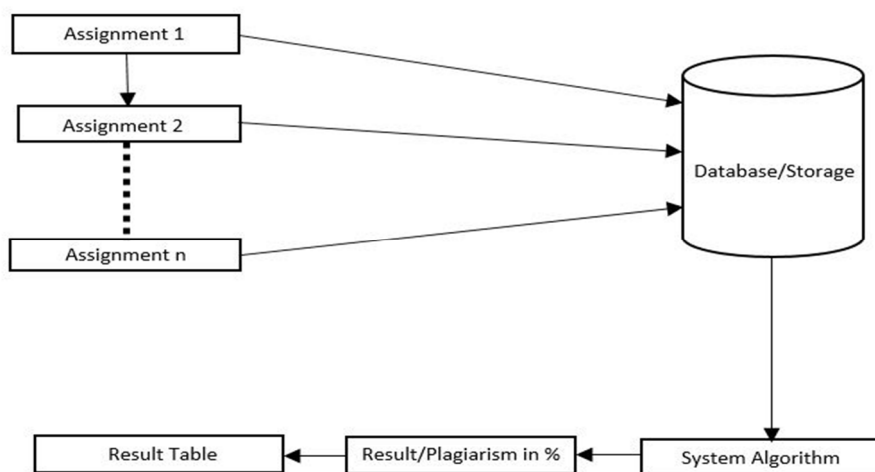 Assignment 1
Assignment 2
Database/Storage
Assignment n
Result Table
Result/Plagiarism in %
System Algorithm